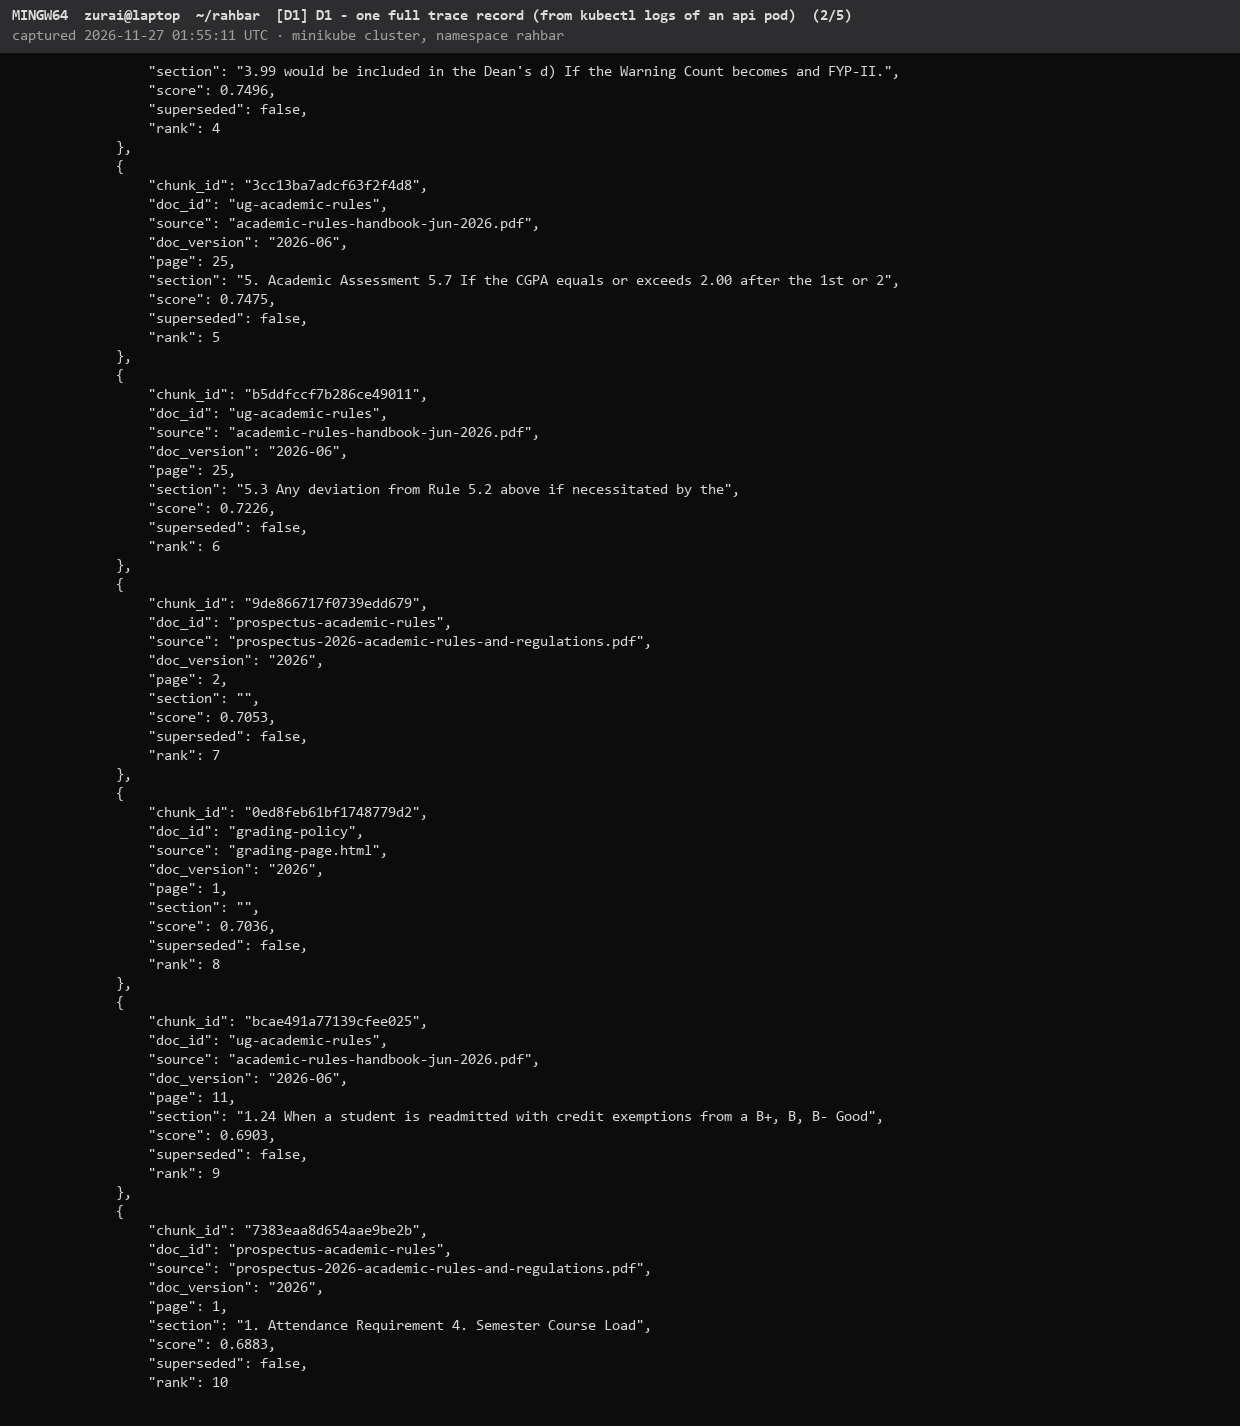 MINGW64  zurai@laptop  ~/rahbar  [D1] D1 - one full trace record (from kubectl logs of an api pod)  (2/5)
captured 2026-11-27 01:55:11 UTC · minikube cluster, namespace rahbar
"section": "3.99 would be included in the Dean's d) If the Warning Count becomes and FYP-II.",
"score": 0.7496,
"superseded": false,
"rank": 4
},
{
"chunk_id": "3cc13ba7adcf63f2f4d8",
"doc_id": "ug-academic-rules",
"source": "academic-rules-handbook-jun-2026.pdf",
"doc_version": "2026-06",
"page": 25,
"section": "5. Academic Assessment 5.7 If the CGPA equals or exceeds 2.00 after the 1st or 2",
"score": 0.7475,
"superseded": false,
"rank": 5
},
{
"chunk_id": "b5ddfccf7b286ce49011",
"doc_id": "ug-academic-rules",
"source": "academic-rules-handbook-jun-2026.pdf",
"doc_version": "2026-06",
"page": 25,
"section": "5.3 Any deviation from Rule 5.2 above if necessitated by the",
"score": 0.7226,
"superseded": false,
"rank": 6
},
{
"chunk_id": "9de866717f0739edd679",
"doc_id": "prospectus-academic-rules",
"source": "prospectus-2026-academic-rules-and-regulations.pdf",
"doc_version": "2026",
"page": 2,
"section": "",
"score": 0.7053,
"superseded": false,
"rank": 7
},
{
"chunk_id": "0ed8feb61bf1748779d2",
"doc_id": "grading-policy",
"source": "grading-page.html",
"doc_version": "2026",
"page": 1,
"section": "",
"score": 0.7036,
"superseded": false,
"rank": 8
},
{
"chunk_id": "bcae491a77139cfee025",
"doc_id": "ug-academic-rules",
"source": "academic-rules-handbook-jun-2026.pdf",
"doc_version": "2026-06",
"page": 11,
"section": "1.24 When a student is readmitted with credit exemptions from a B+, B, B- Good",
"score": 0.6903,
"superseded": false,
"rank": 9
},
{
"chunk_id": "7383eaa8d654aae9be2b",
"doc_id": "prospectus-academic-rules",
"source": "prospectus-2026-academic-rules-and-regulations.pdf",
"doc_version": "2026",
"page": 1,
"section": "1. Attendance Requirement 4. Semester Course Load",
"score": 0.6883,
"superseded": false,
"rank": 10